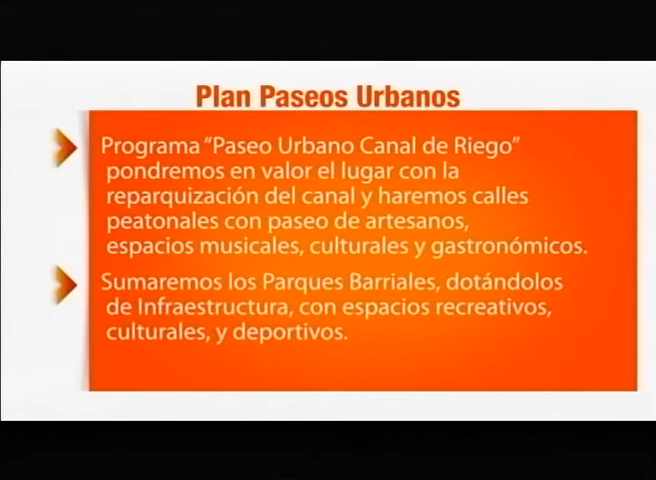 Plan Paseos Urbanos
Programa "Paseo Urbano Canal de Riego"
pondremos en valor el lugar con la
reparquización del canal y haremos calles
peatonales con paseo de artesanos,
espacios musicales, culturales y gastronómicos.
Sumaremos los Parques Barriales, dotándolos
de Infraestructura, con espacios recreativos,
culturales, y deportivos.